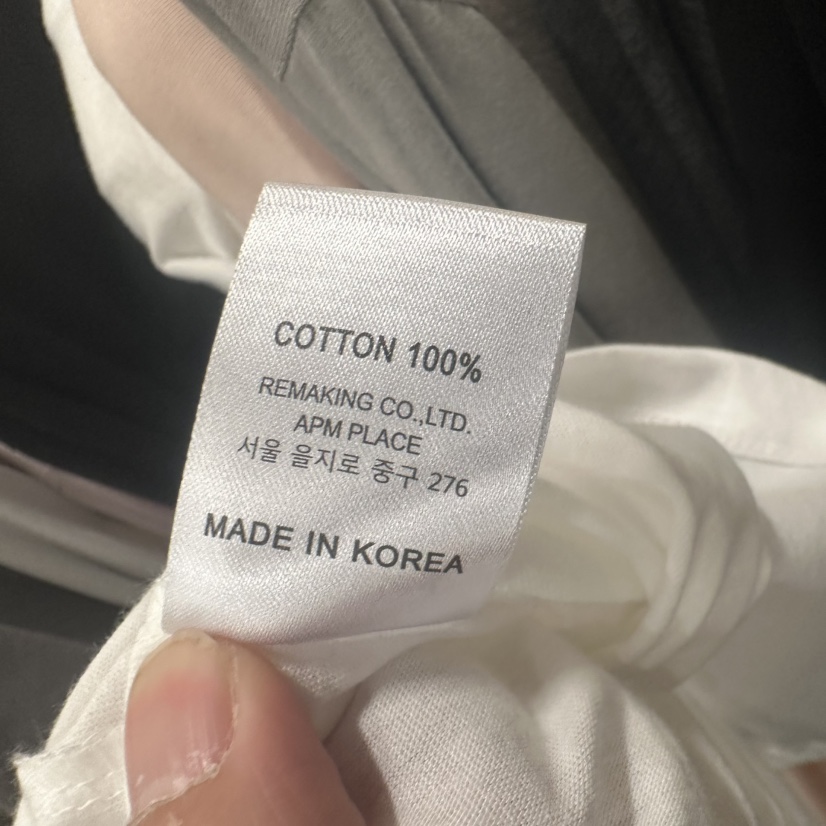 COTTON 100%
REMAKING CO.,LTD.
APM PLACE
서울 을지로 중구 276
MADE IN KOREA